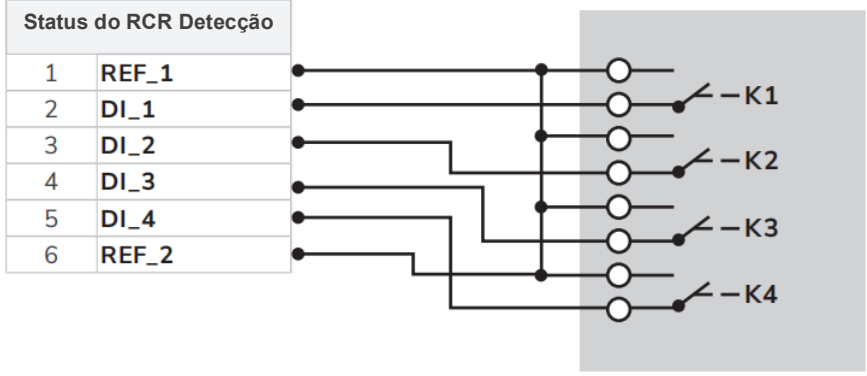 Status do RCR Detecção
1 REF_1
2 DI_1
3 DI_2
4 DI_3
5 DI_4
6 REF_2
K1
K2
K3
K4